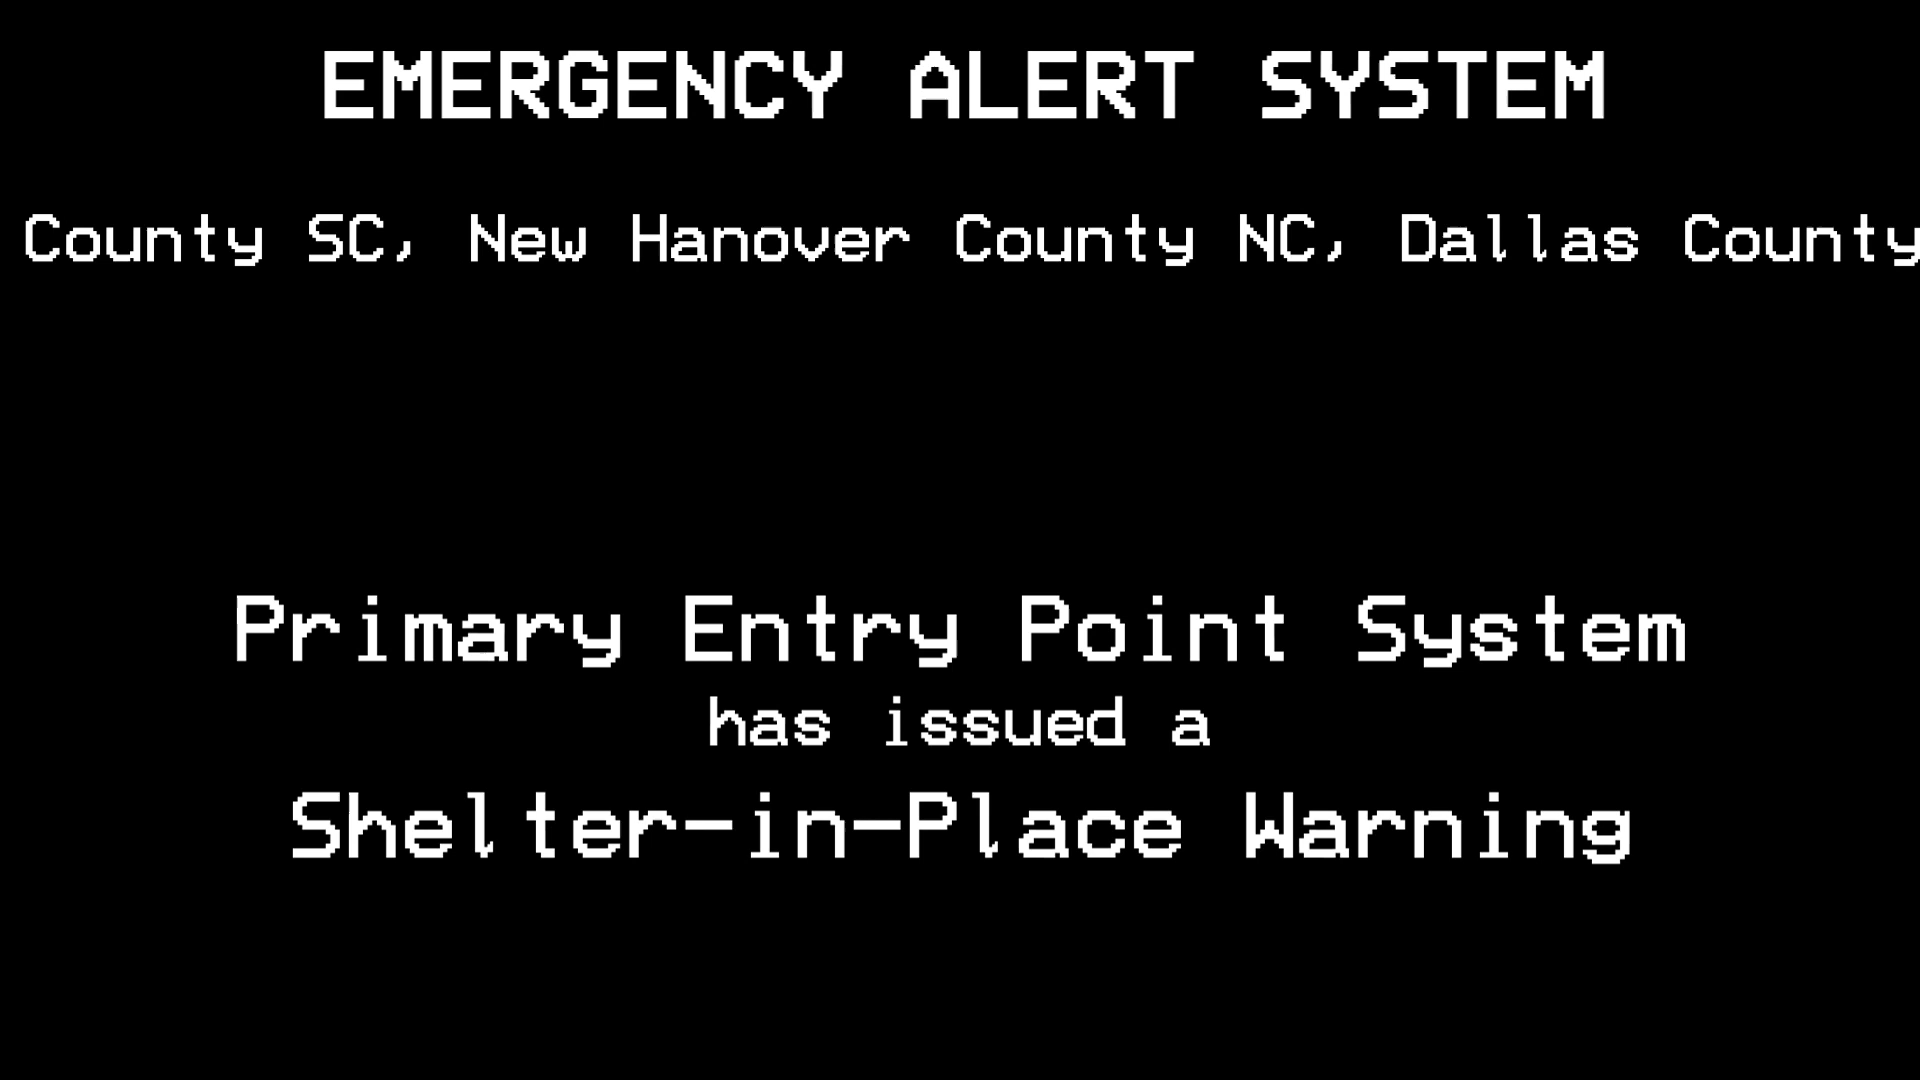 EMERGENCY ALERT SYSTEM
County SC, New Hanover County NC, Dallas County
Primary Entry Point System
has issued a
Shelter-in-Place Warning